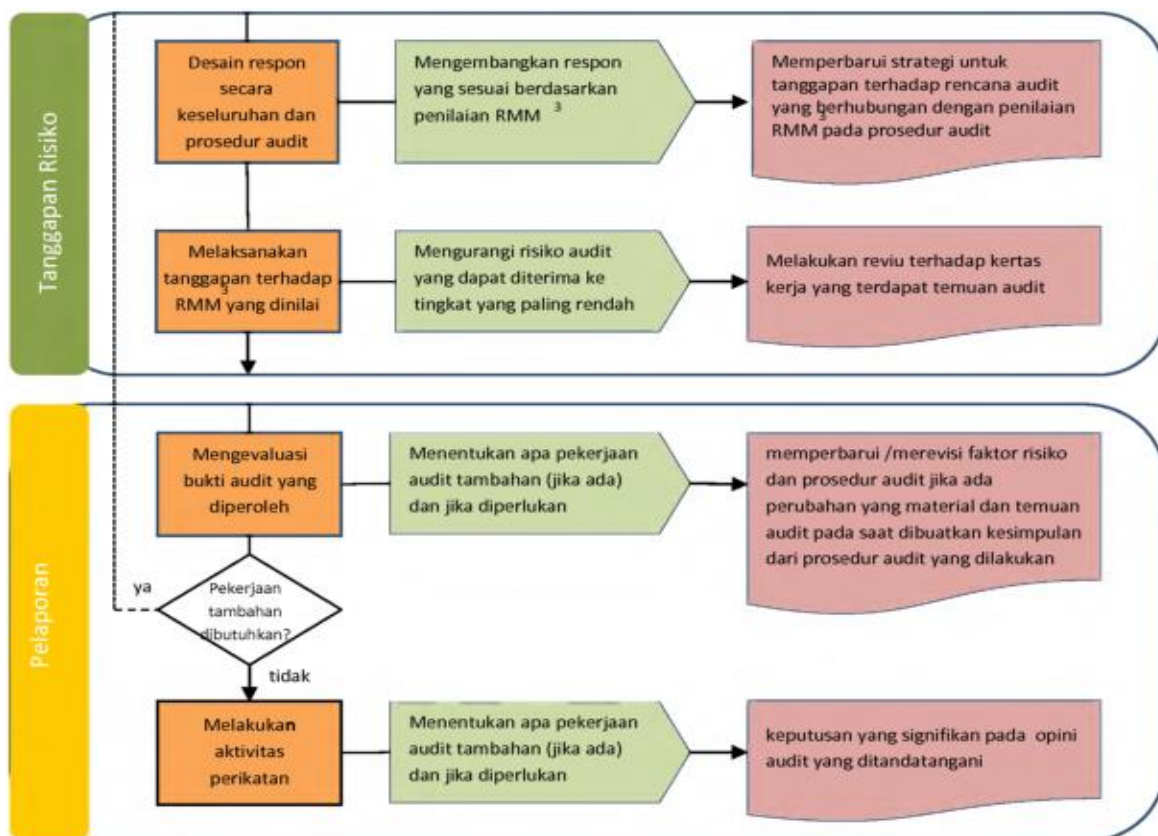 Tanggapan Risiko
Desain respon
secara
keseluruhan dan
prosedur audit
Mengembangkan respon
yang sesuai berdasarkan
penilaian RMM 3
Memperbarui strategi untuk
tanggapan terhadap rencana audit
yang berhubungan dengan penilaian
RMM 3 pada prosedur audit
Melaksanakan
tanggapan terhadap
RMM 3 yang dinilai
Mengurangi risiko audit
yang dapat diterima ke
tingkat yang paling rendah
Melakukan reviu terhadap kertas
kerja yang terdapat temuan audit
Pelaporan
Mengevaluasi
bukti audit yang
diperoleh
Menentukan apa pekerjaan
audit tambahan (jika ada)
dan jika diperlukan
memperbarui /merevisi faktor risiko
dan prosedur audit jika ada
perubahan yang material dan temuan
audit pada saat dibuatkan kesimpulan
dari prosedur audit yang dilakukan
ya
Pekerjaan
tambahan
dibutuhkan?
tidak
Melakukan
aktivitas
perikatan
Menentukan apa pekerjaan
audit tambahan (jika ada)
dan jika diperlukan
keputusan yang signifikan pada opini
audit yang ditandatangani